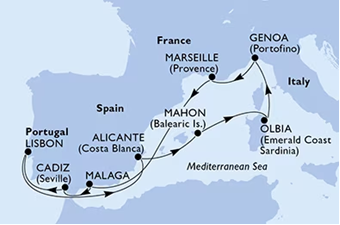 GENOA
(Portofino)
France
MARSEILLE
(Provence)
Italy
Spain
MAHON
(Balearic Is.)
OLBIA
(Emerald Coast
Sardinia)
Portugal
LISBON
ALICANTE
(Costa Blanca)
Mediterranean Sea
CADIZ
(Seville)
MALAGA